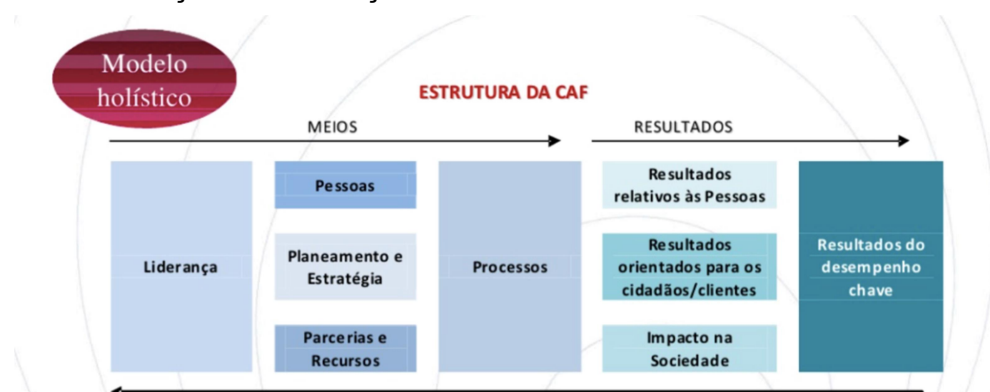 Modelo
holístico
ESTRUTURA DA CAF
MEIOS
RESULTADOS
Liderança
Pessoas
Planeamento e
Estratégia
Parcerias e
Recursos
Processos
Resultados
relativos às Pessoas
Resultados
orientados para os
cidadãos/clientes
Impacto na
Sociedade
Resultados do
desempenho
chave